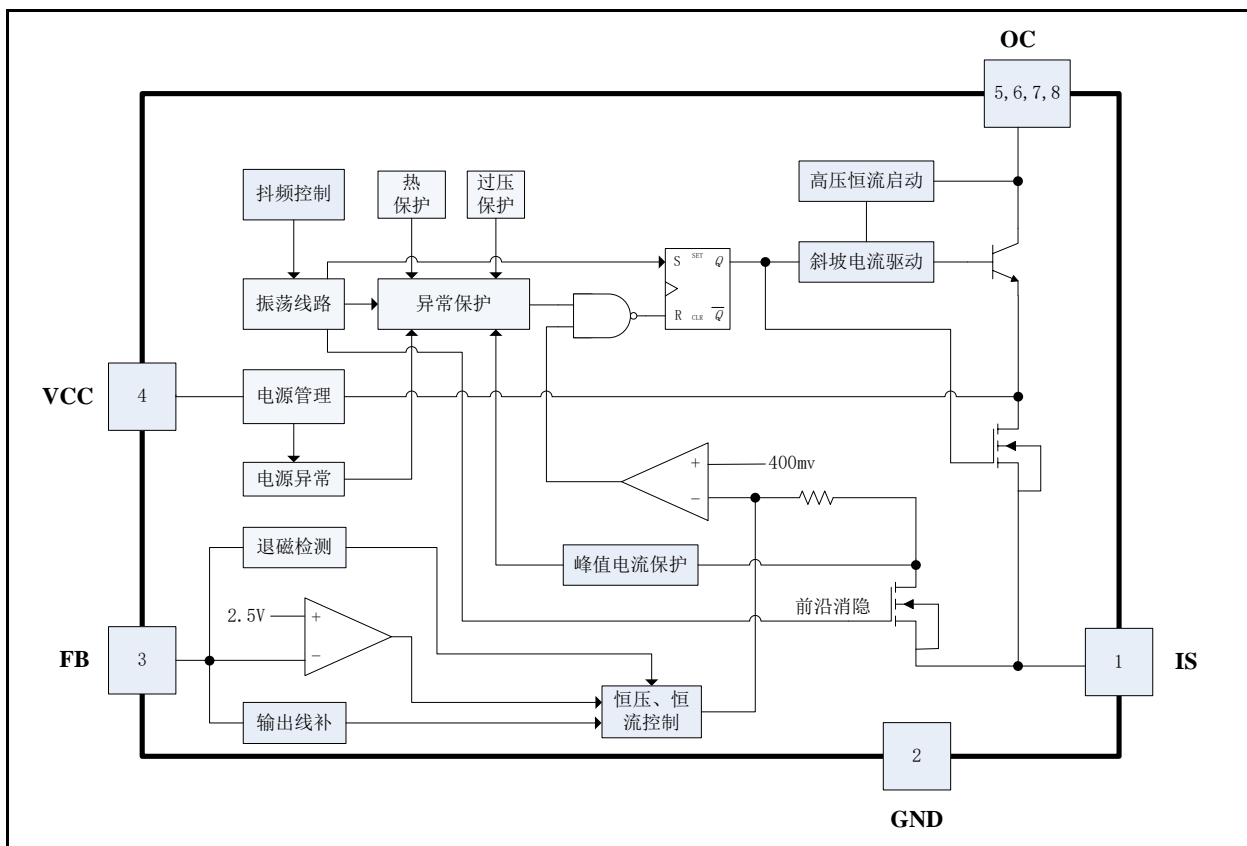 OC
5,6,7,8
抖频控制
热
保护
过压
保护
高压恒流启动
振荡线路
异常保护
S
SET
Q
R
CLR
Q
斜坡电流驱动
VCC
4
电源管理
电源异常
+
400mv
−
退磁检测
峰值电流保护
前沿消隐
2.5V
+
−
FB
3
恒压、恒
流控制
输出线补
1
IS
2
GND